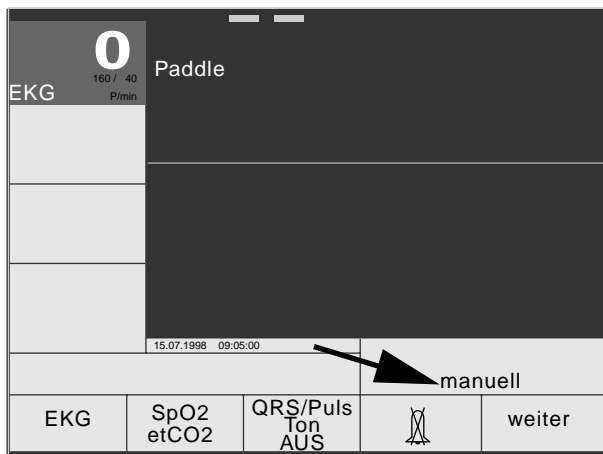 0
160 / 40
EKG P/min
Paddle
15.07.1998 09:05:00
manuell
EKG
SpO2
etCO2
QRS/Puls
Ton
AUS
weiter